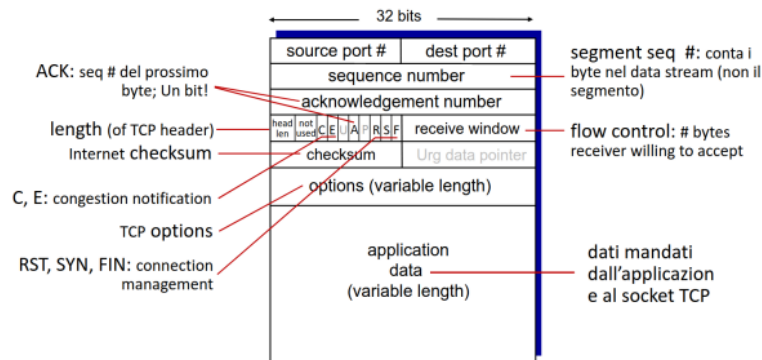 32 bits
source port #
dest port #
segment seq #: conta i
byte nel data stream (non il
segmento)
ACK: seq # del prossimo
byte; Un bit!
sequence number
acknowledgement number
length (of TCP header)
head
len
not
used
C E U A P R S F
receive window
flow control: # bytes
receiver willing to accept
Internet checksum
checksum
Urg data pointer
C, E: congestion notification
options (variable length)
TCP options
RST, SYN, FIN: connection
management
application
data
(variable length)
dati mandati
dall'applicazion
e al socket TCP